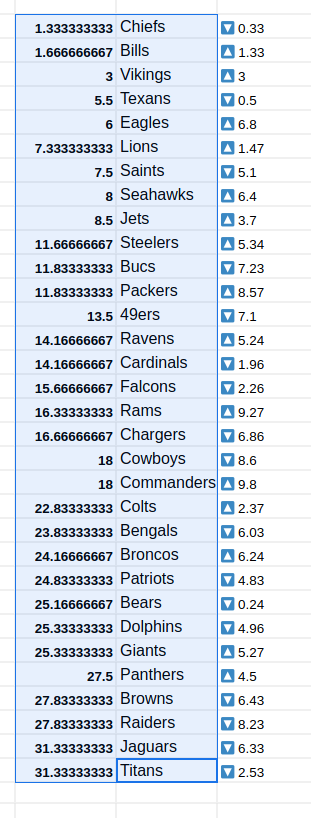 1.333333333 Chiefs 🔽 0.33
1.666666667 Bills 🔼 1.33
3 Vikings 🔼 3
5.5 Texans 🔽 0.5
6 Eagles 🔼 6.8
7.333333333 Lions 🔼 1.47
7.5 Saints 🔽 5.1
8 Seahawks 🔼 6.4
8.5 Jets 🔼 3.7
11.66666667 Steelers 🔼 5.34
11.83333333 Bucs 🔽 7.23
11.83333333 Packers 🔼 8.57
13.5 49ers 🔽 7.1
14.16666667 Ravens 🔼 5.24
14.16666667 Cardinals 🔽 1.96
15.66666667 Falcons 🔽 2.26
16.33333333 Rams 🔼 9.27
16.66666667 Chargers 🔽 6.86
18 Cowboys 🔽 8.6
18 Commanders 🔼 9.8
22.83333333 Colts 🔼 2.37
23.83333333 Bengals 🔽 6.03
24.16666667 Broncos 🔼 6.24
24.83333333 Patriots 🔽 4.83
25.16666667 Bears 🔽 0.24
25.33333333 Dolphins 🔽 4.96
25.33333333 Giants 🔼 5.27
27.5 Panthers 🔼 4.5
27.83333333 Browns 🔽 6.43
27.83333333 Raiders 🔽 8.23
31.33333333 Jaguars 🔽 6.33
31.33333333 Titans 🔽 2.53